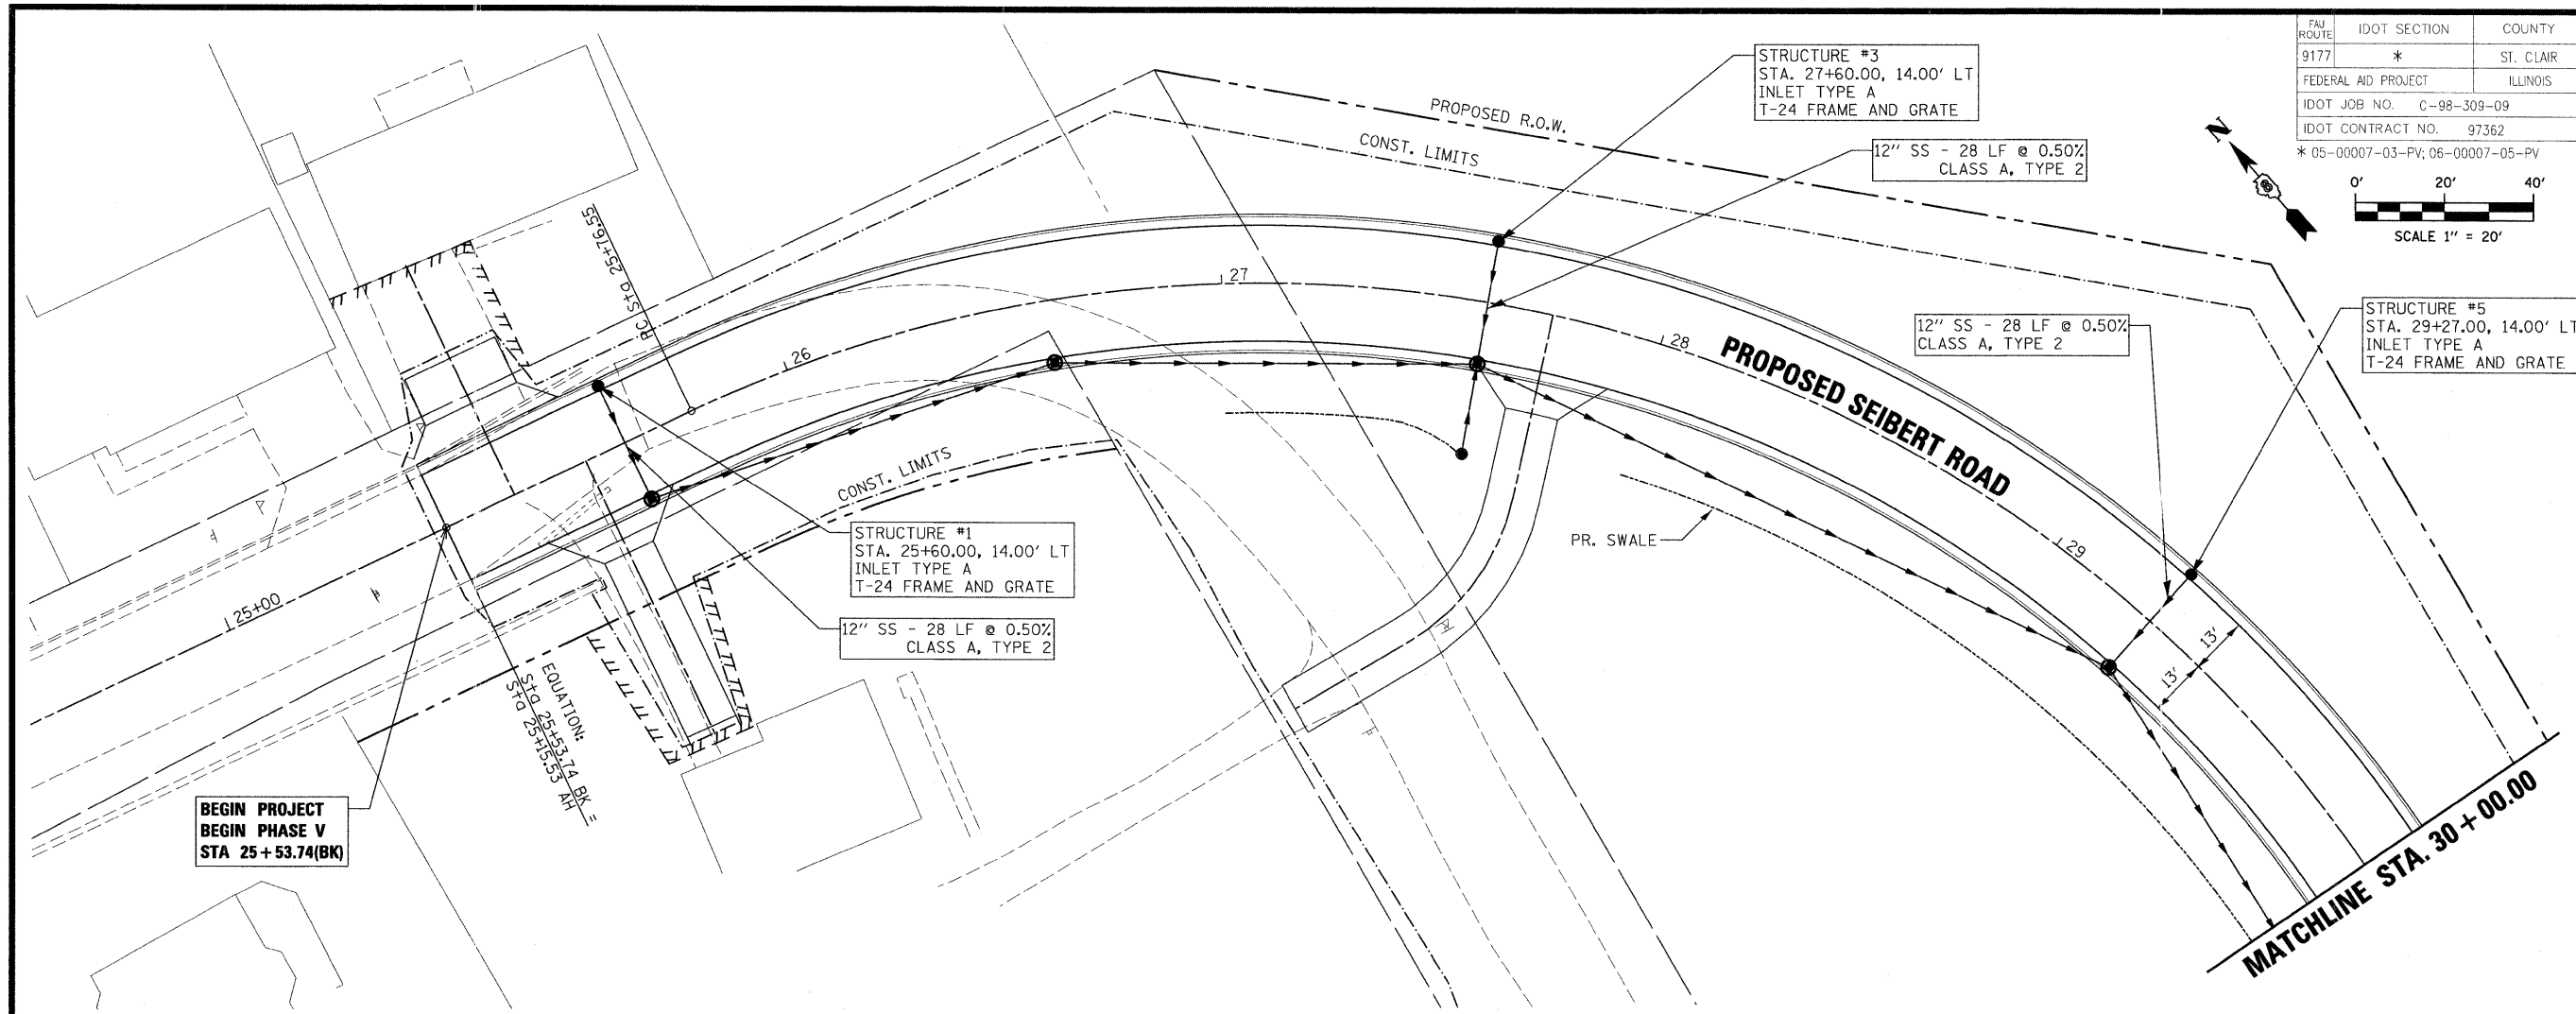 FAU ROUTE IDOT SECTION COUNTY
9177 * ST. CLAIR
FEDERAL AID PROJECT ILLINOIS
IDOT JOB NO. C-98-309-09
IDOT CONTRACT NO. 97362
* 05-00007-03-PV; 06-00007-05-PV
N
0' 20' 40'
SCALE 1" = 20'
STRUCTURE #3
STA. 27+60.00, 14.00' LT
INLET TYPE A
T-24 FRAME AND GRATE
12" SS - 28 LF @ 0.50%
CLASS A, TYPE 2
PROPOSED R.O.W.
CONST. LIMITS
PC Sta 25+76.55
STRUCTURE #5
STA. 29+27.00, 14.00' LT
INLET TYPE A
T-24 FRAME AND GRATE
12" SS - 28 LF @ 0.50%
CLASS A, TYPE 2
25+00
26
27
28
29
PROPOSED SEIBERT ROAD
CONST. LIMITS
STRUCTURE #1
STA. 25+60.00, 14.00' LT
INLET TYPE A
T-24 FRAME AND GRATE
12" SS - 28 LF @ 0.50%
CLASS A, TYPE 2
PR. SWALE
13'
13'
EQUATION:
Sta 25+53.74 BK =
Sta 25+15.53 AH
BEGIN PROJECT
BEGIN PHASE V
STA 25+53.74(BK)
MATCHLINE STA. 30+00.00